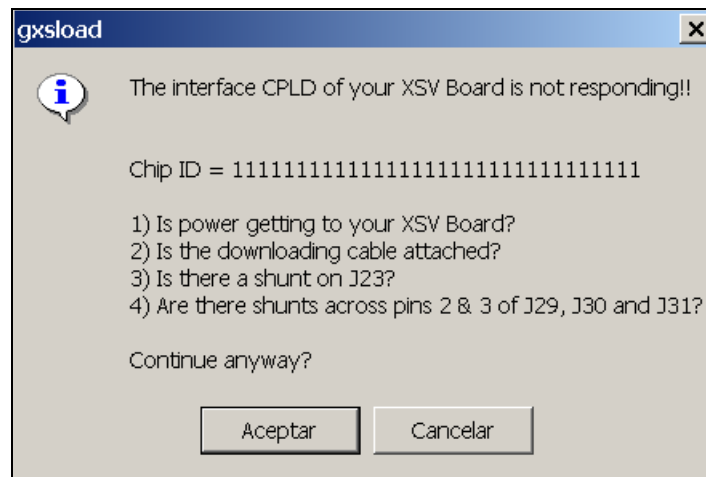 gxsload
The interface CPLD of your XSV Board is not responding!!
Chip ID = 11111111111111111111111111111111
1) Is power getting to your XSV Board?
2) Is the downloading cable attached?
3) Is there a shunt on J23?
4) Are there shunts across pins 2 & 3 of J29, J30 and J31?
Continue anyway?
Aceptar
Cancelar